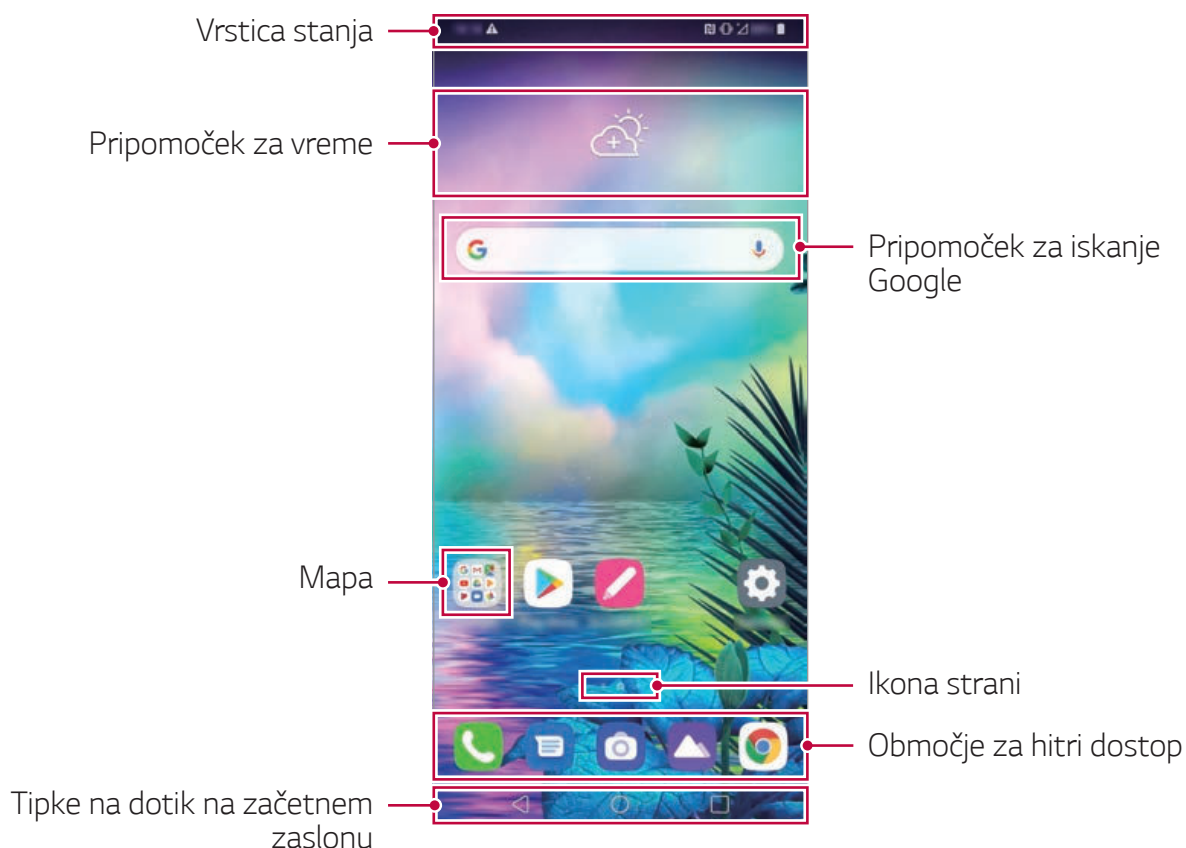 Vrstica stanja
Pripomoček za vreme
Pripomoček za iskanje
Google
Mapa
Ikona strani
Območje za hitri dostop
Tipke na dotik na začetnem
zaslonu